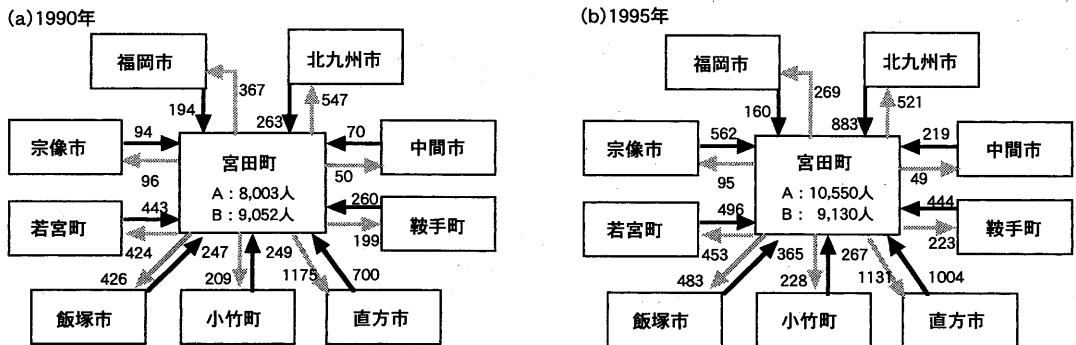 (a)1990年
福岡市
北九州市
367
547
194
263
宗像市
94
96
宮田町
A：8,003人
B：9,052人
70
50
中間市
若宮町
443
424
260
199
鞍手町
426
247
209
249
1175
700
飯塚市
小竹町
直方市
(b)1995年
福岡市
北九州市
269
521
160
883
宗像市
562
95
宮田町
A：10,550人
B： 9,130人
219
49
中間市
若宮町
496
453
444
223
鞍手町
483
365
228
267
1131
1004
飯塚市
小竹町
直方市